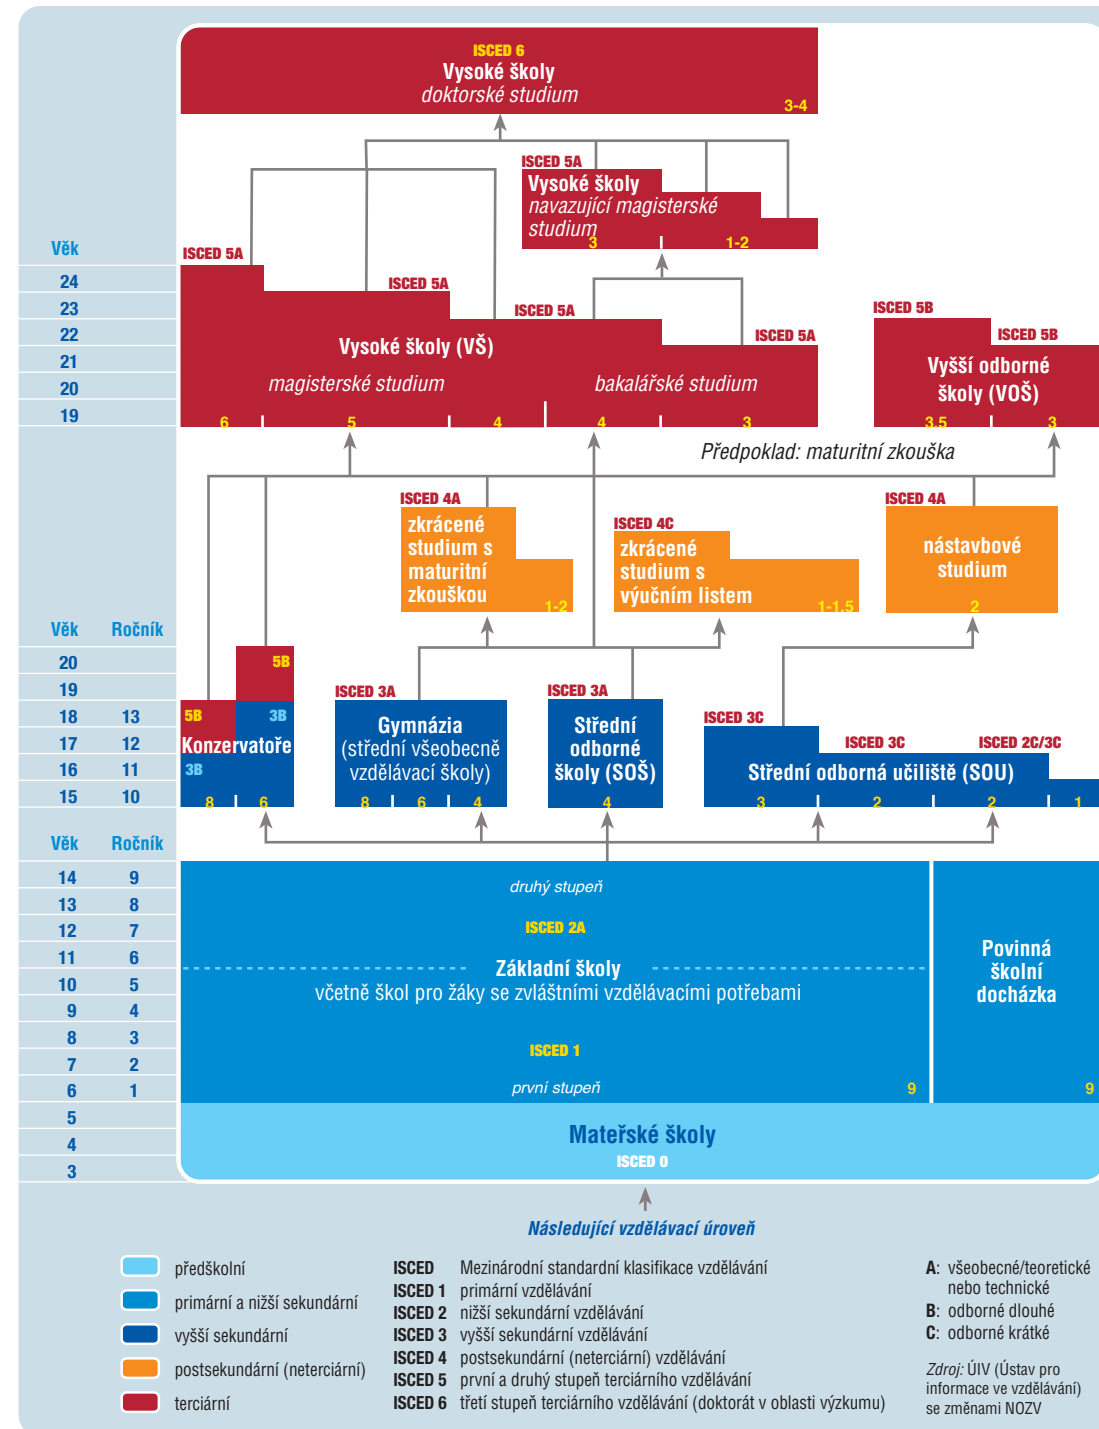 ISCED 6
Vysoké školy
doktorské studium
3-4
ISCED 5A
Vysoké školy
navazující magisterské
studium
3
1-2
Věk
24
23
22
21
20
19
ISCED 5A
ISCED 5A
ISCED 5A
ISCED 5A
Vysoké školy (VŠ)
magisterské studium
bakalářské studium
6
5
4
4
3
ISCED 5B
ISCED 5B
Vyšší odborné
školy (VOŠ)
3.5
3
Předpoklad: maturitní zkouška
ISCED 4A
zkrácené
studium s
maturitní
zkouškou
1-2
ISCED 4C
zkrácené
studium s
výučním listem
1-1.5
ISCED 4A
nástavbové
studium
2
Věk Ročník
20
19
18 13
17 12
16 11
15 10
5B
5B
3B
Konzervatoře
3B
8
6
ISCED 3A
Gymnázia
(střední všeobecně
vzdělávací školy)
8
6
4
ISCED 3A
Střední
odborné
školy (SOŠ)
4
ISCED 3C
ISCED 3C
ISCED 2C/3C
Střední odborná učiliště (SOU)
3
2
2
1
Věk Ročník
14 9
13 8
12 7
11 6
10 5
9 4
8 3
7 2
6 1
5
4
3
druhý stupeň
ISCED 2A
Základní školy
včetně škol pro žáky se zvláštními vzdělávacími potřebami
ISCED 1
první stupeň
9
Povinná
školní
docházka
9
Mateřské školy
ISCED 0
Následující vzdělávací úroveň
předškolní
primární a nižší sekundární
vyšší sekundární
postsekundární (neterciární)
terciární
ISCED Mezinárodní standardní klasifikace vzdělávání
ISCED 1 primární vzdělávání
ISCED 2 nižší sekundární vzdělávání
ISCED 3 vyšší sekundární vzdělávání
ISCED 4 postsekundární (neterciární) vzdělávání
ISCED 5 první a druhý stupeň terciárního vzdělávání
ISCED 6 třetí stupeň terciárního vzdělávání (doktorát v oblasti výzkumu)
A: všeobecné/teoretické
nebo technické
B: odborné dlouhé
C: odborné krátké
Zdroj: ÚIV (Ústav pro
informace ve vzdělávání)
se změnami NOZV